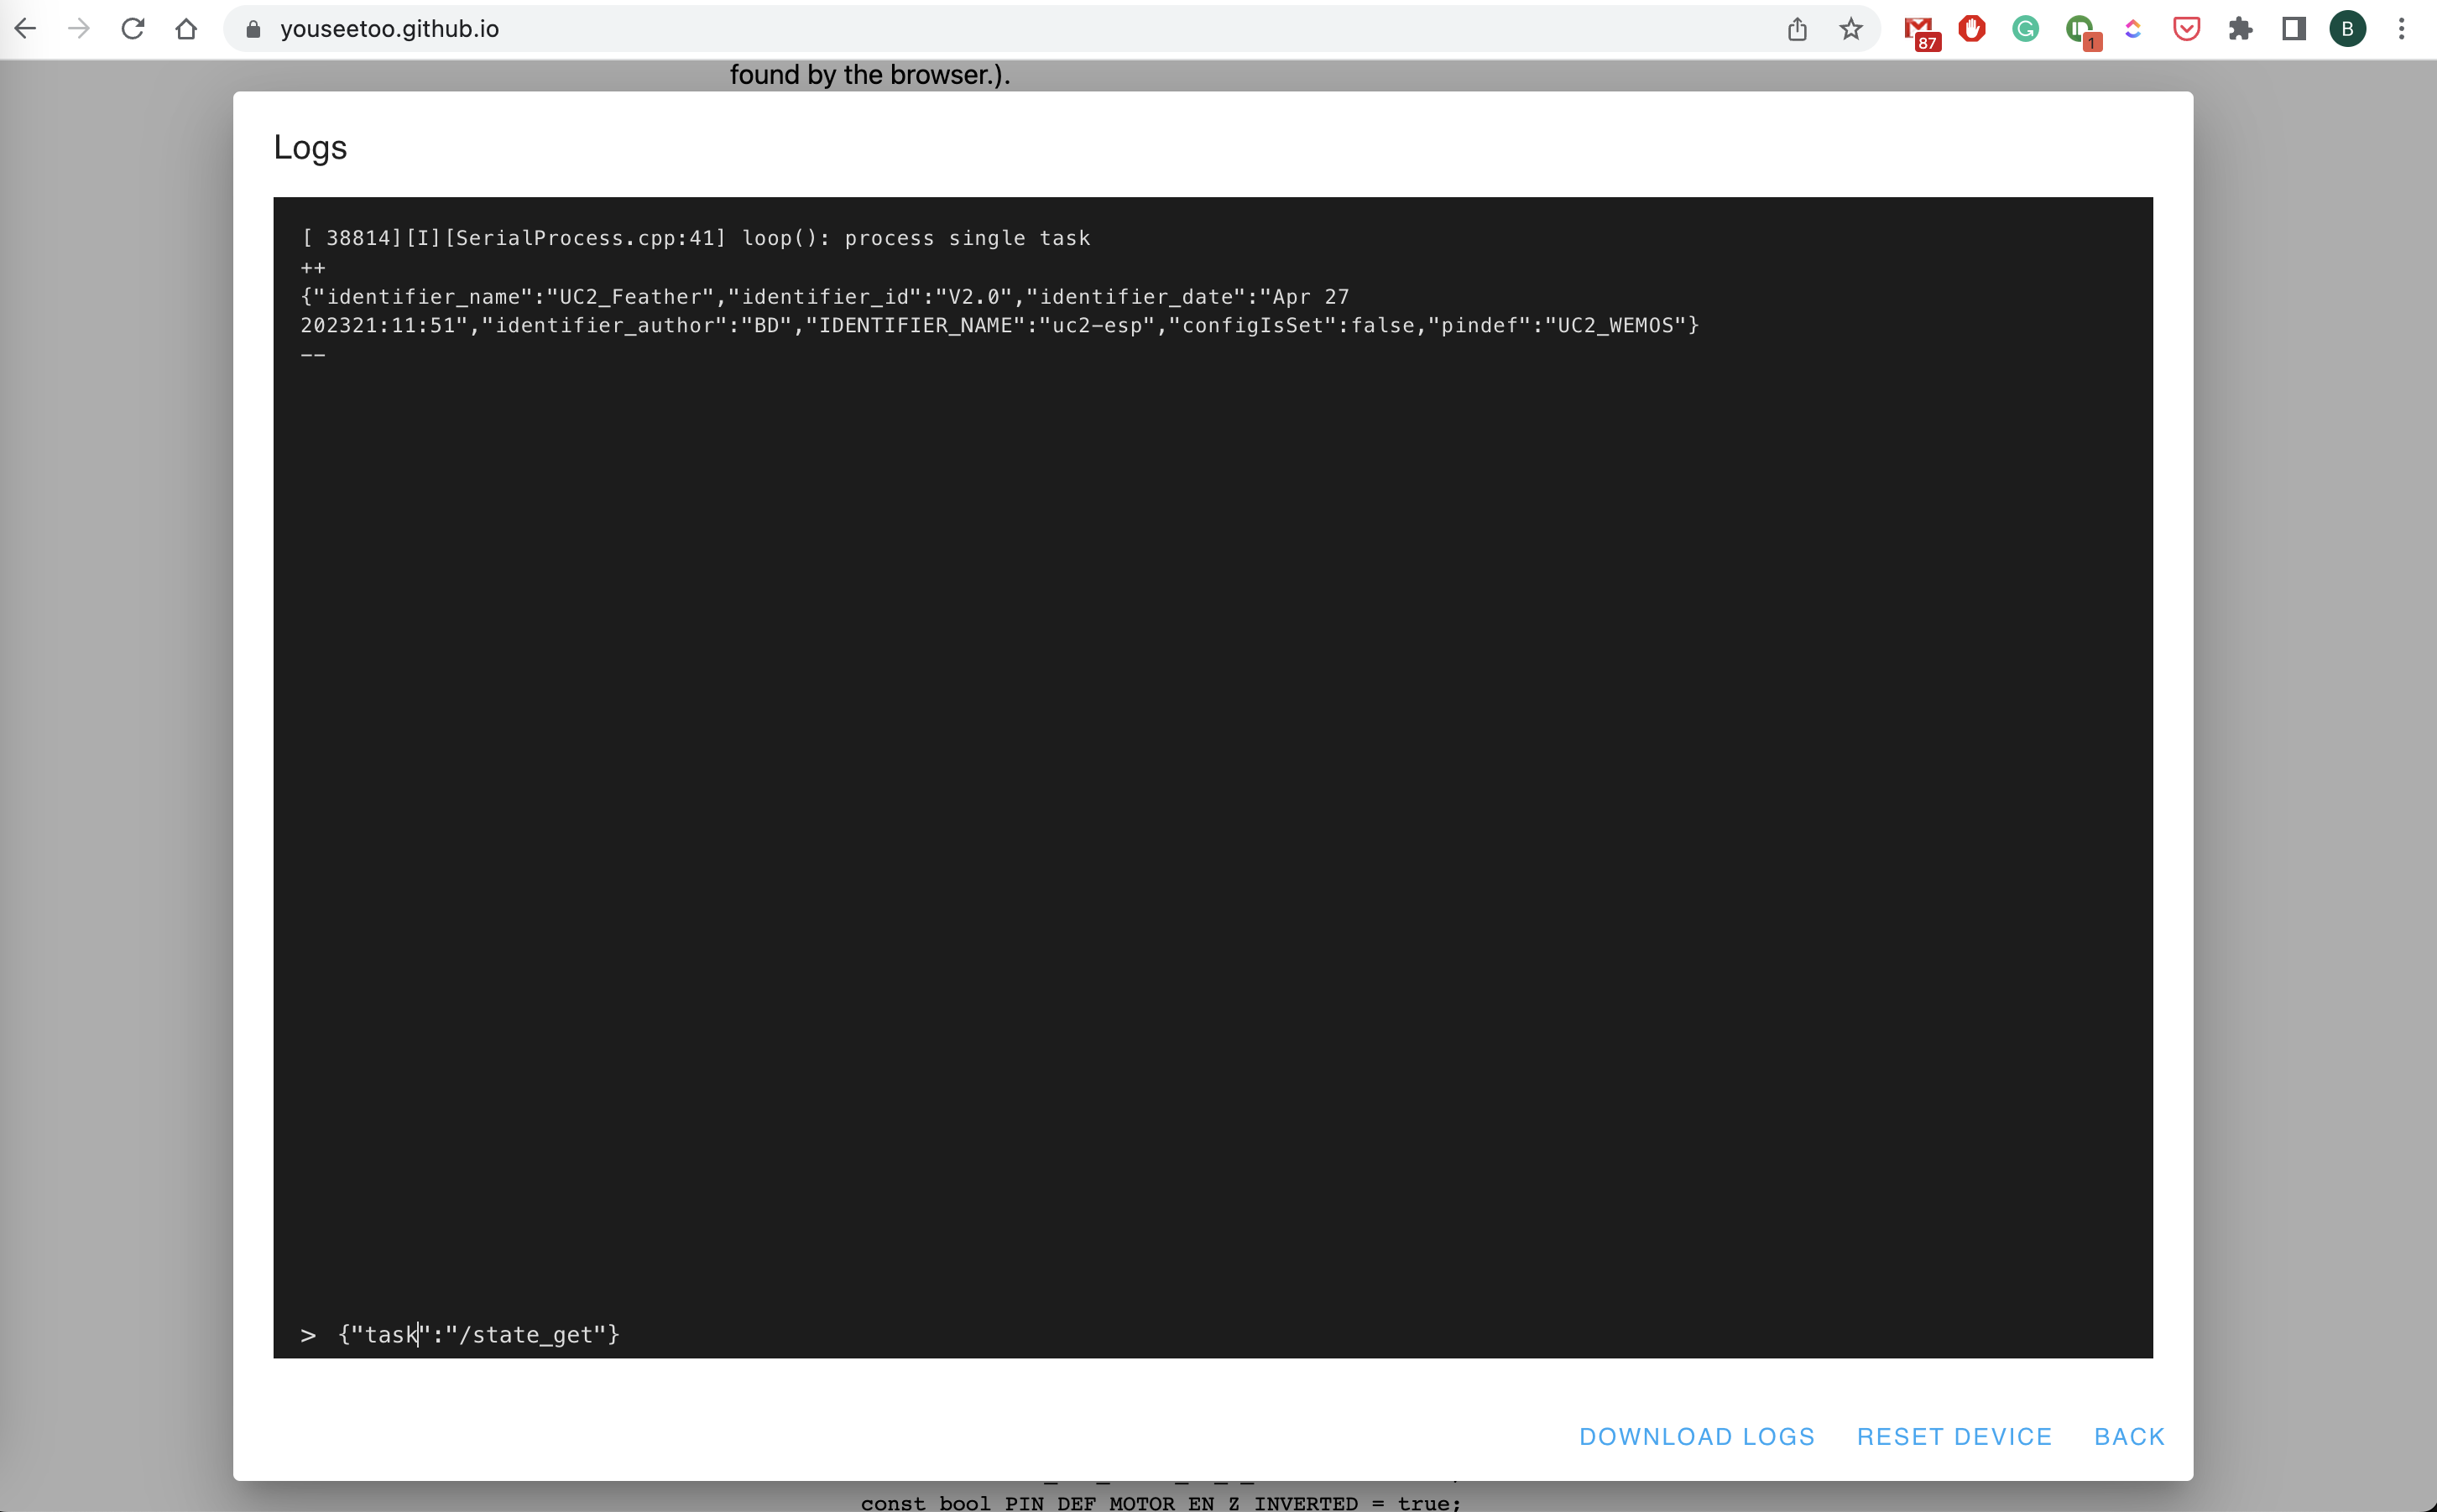 youseetoo.github.io
87
1
B
found by the browser.).
Logs
[ 38814][I][SerialProcess.cpp:41] loop(): process single task
++
{"identifier_name":"UC2_Feather","identifier_id":"V2.0","identifier_date":"Apr 27
202321:11:51","identifier_author":"BD","IDENTIFIER_NAME":"uc2-esp","configIsSet":false,"pindef":"UC2_WEMOS"}
--
> {"task":"/state_get"}
DOWNLOAD LOGS RESET DEVICE BACK
const bool PIN_DEF_MOTOR_EN_Z_INVERTED = true;